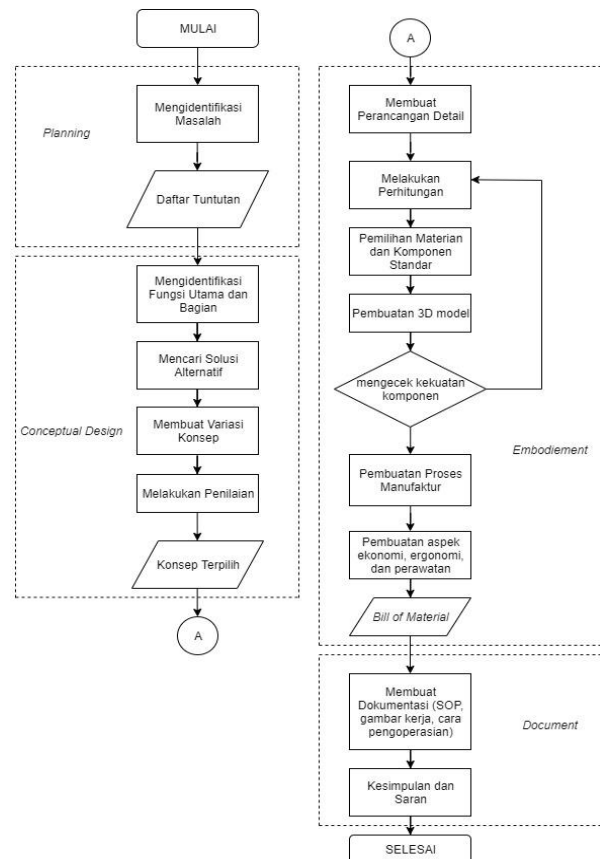 MULAI
Planning
Mengidentifikasi
Masalah
Daftar Tuntutan
Conceptual Design
Mengidentifikasi
Fungsi Utama dan
Bagian
Mencari Solusi
Alternatif
Membuat Variasi
Konsep
Melakukan Penilaian
Konsep Terpilih
A
A
Membuat
Perancangan Detail
Melakukan
Perhitungan
Pemilihan Materian
dan Komponen
Standar
Pembuatan 3D model
mengecek kekuatan
komponen
Embodiement
Pembuatan Proses
Manufaktur
Pembuatan aspek
ekonomi, ergonomi,
dan perawatan
Bill of Material
Membuat
Dokumentasi (SOP,
gambar kerja, cara
pengoperasian)
Document
Kesimpulan dan
Saran
SELESAI